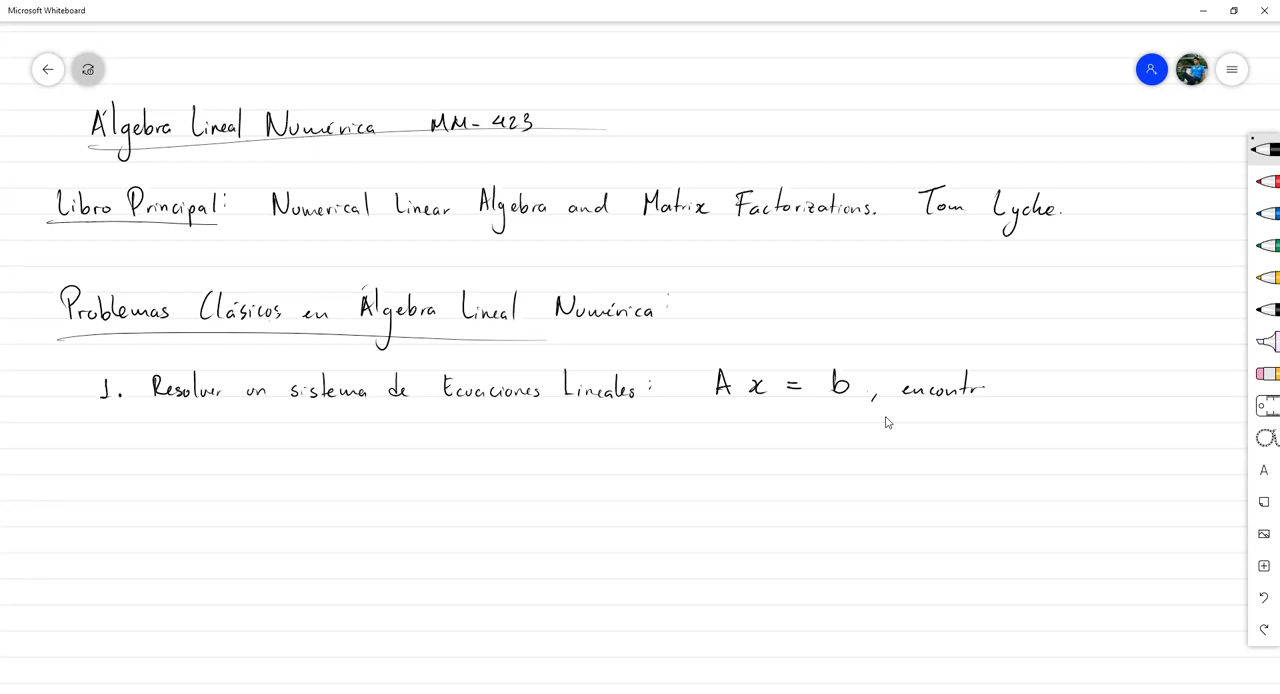 Microsoft Whiteboard
Álgebra Lineal Numérica MM-423
Libro Principal: Numerical Linear Algebra and Matrix Factorizations. Tom Lyche.
Problemas Clásicos en Álgebra Lineal Numérica:
1. Resolver un sistema de Ecuaciones Lineales: A x = b , encontr
A